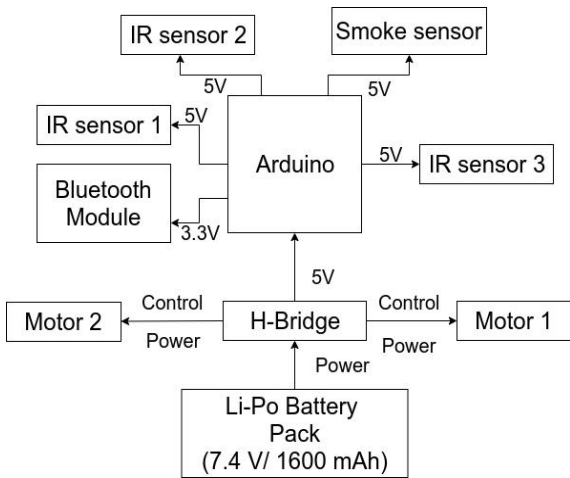 IR sensor 2
Smoke sensor
5V
5V
IR sensor 1
5V
Arduino
5V
IR sensor 3
Bluetooth
Module
3.3V
5V
Motor 2
Control
Power
H-Bridge
Control
Power
Motor 1
Power
Li-Po Battery
Pack
(7.4 V/ 1600 mAh)